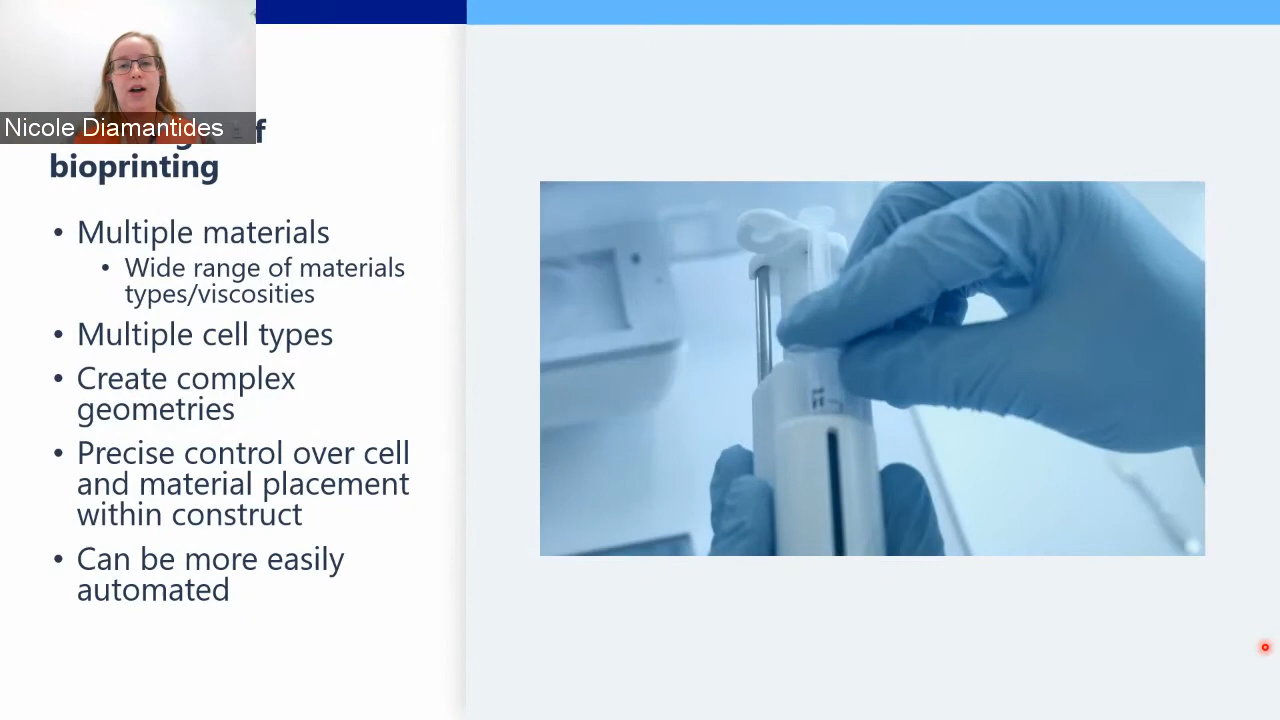 Nicole Diamantides
bioprinting
• Multiple materials
• Wide range of materials
types/viscosities
• Multiple cell types
• Create complex
geometries
• Precise control over cell
and material placement
within construct
• Can be more easily
automated